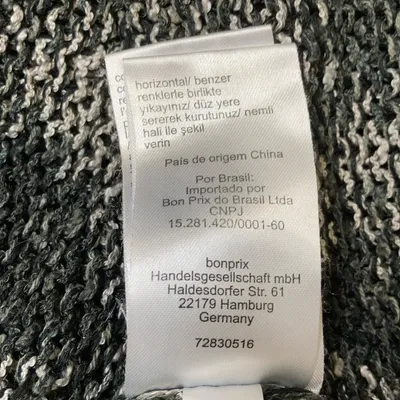 horizontal/ benzer
renklerle birlikte
yıkayınız/ düz yere
sererek kurutunuz/ nemli
hali ile şekil
verin
País de origem China
Por Brasil:
Importado por
Bon Prix do Brasil Ltda
CNPJ
15.281.420/0001-60
bonprix
Handelsgesellschaft mbH
Haldesdorfer Str. 61
22179 Hamburg
Germany
72830516